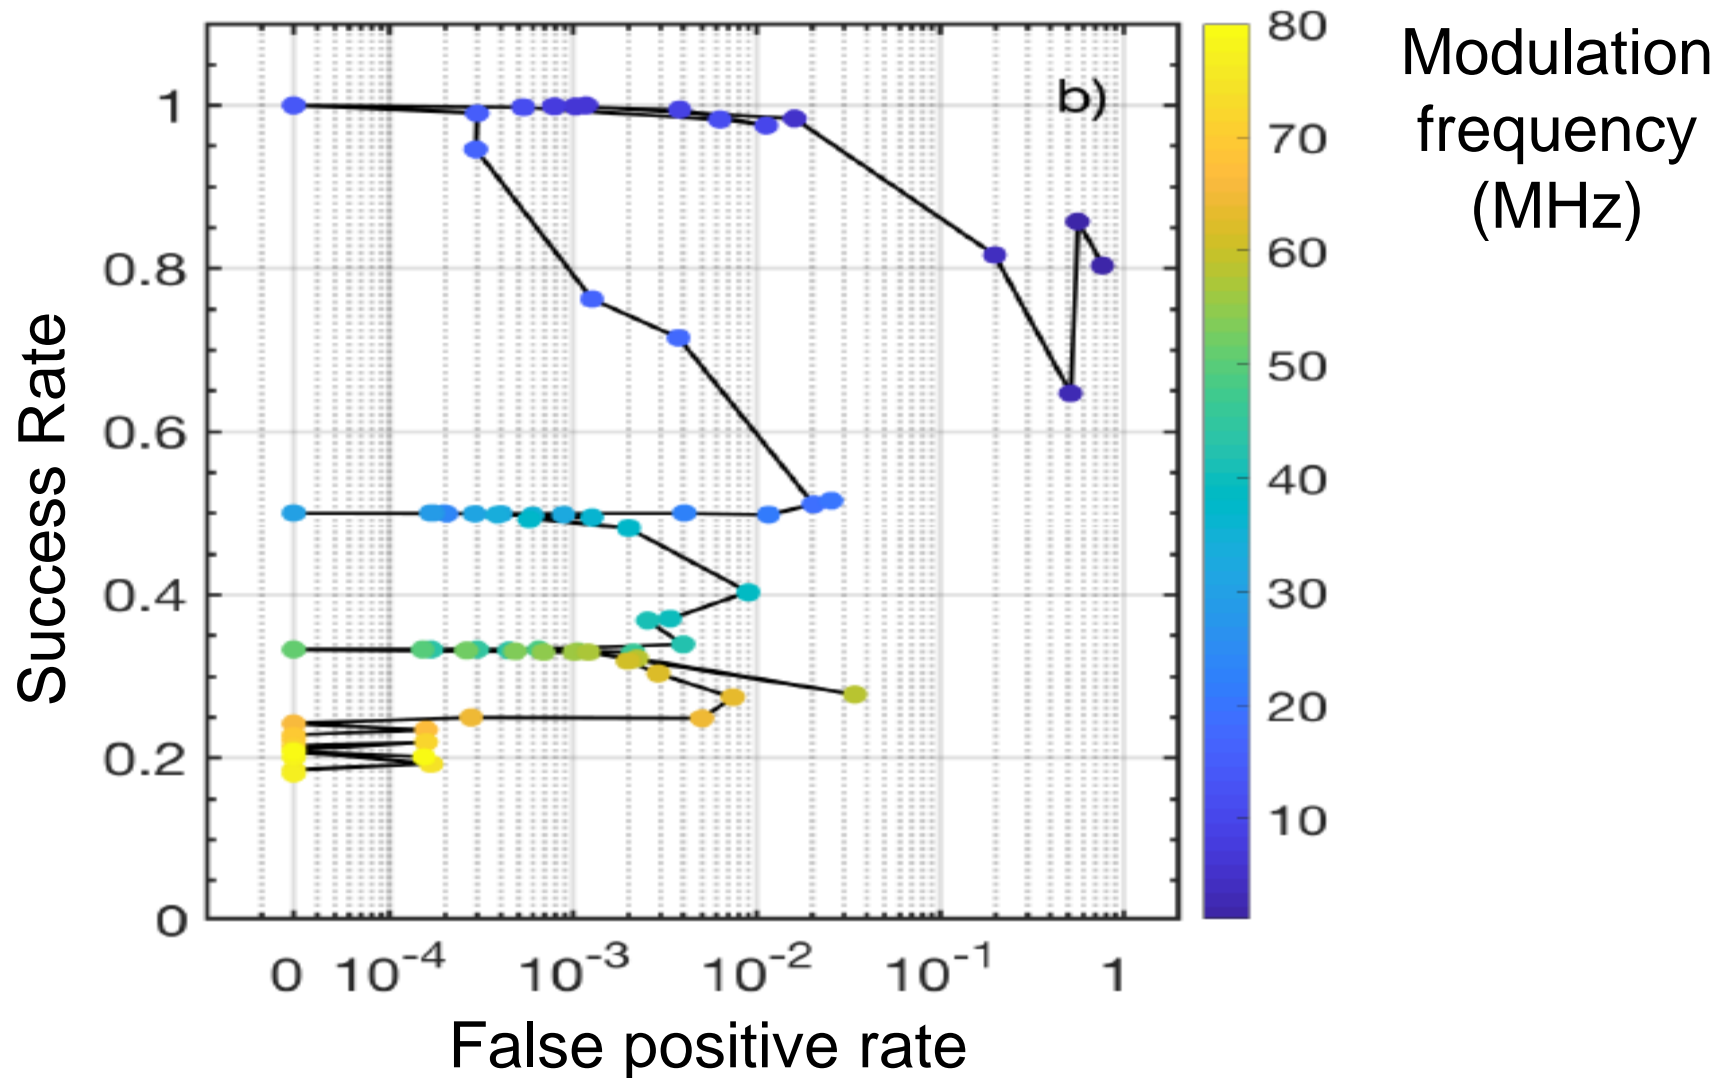 Modulation
frequency
(MHz)
b)
Success Rate
1
0.8
0.6
0.4
0.2
0
0 10⁻⁴ 10⁻³ 10⁻² 10⁻¹ 1
False positive rate
80
70
60
50
40
30
20
10